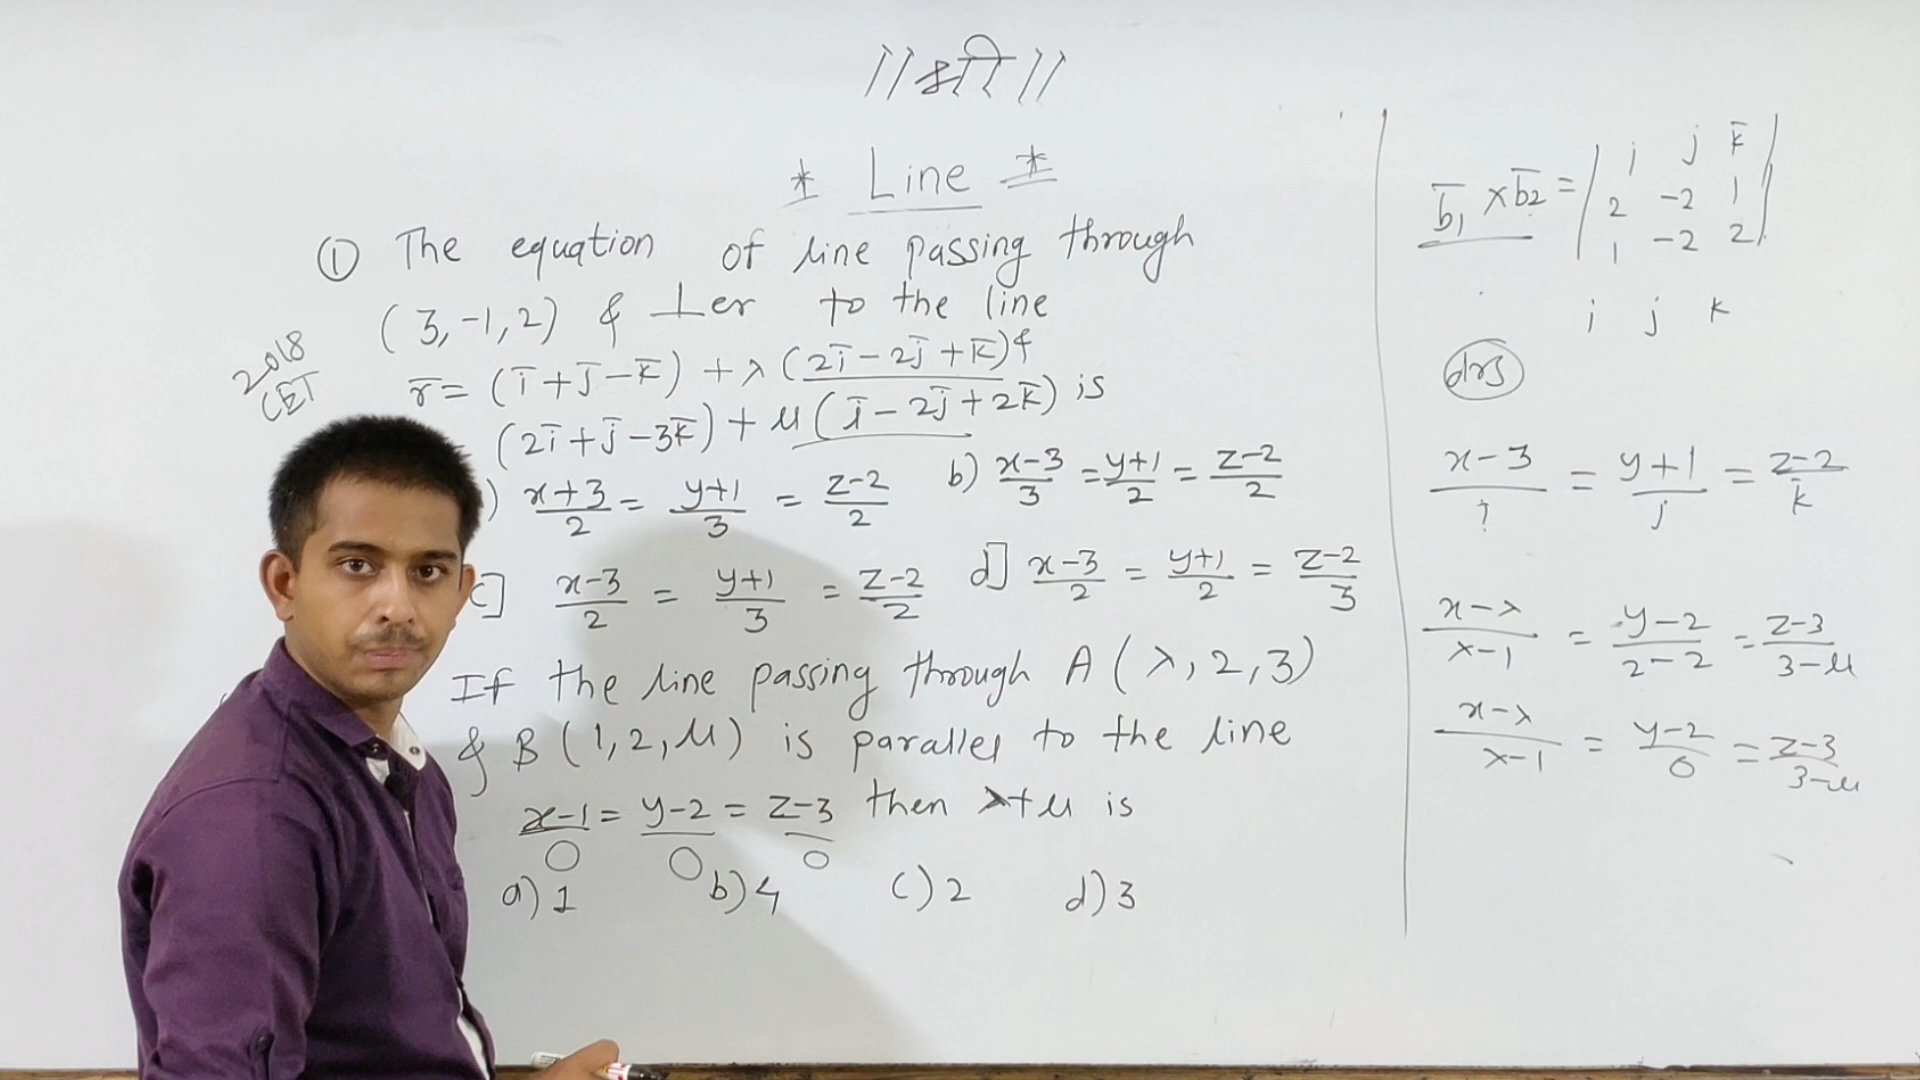 ।।श्री।।
* Line *
① The equation of line passing through
(3,-1,2) & ⊥er to the line
2018 CET
r̄ = (ī+j̄-k̄) + λ(2ī-2j̄+k̄) &
= (2ī+j̄-3k̄) + μ(ī-2j̄+2k̄) is
) x+3/2 = y+1/3 = z-2/2 b) x-3/3 = y+1/2 = z-2/2
c] x-3/2 = y+1/3 = z-2/2 d] x-3/2 = y+1/2 = z-2/3
If the line passing through A(λ,2,3)
& B(1,2,μ) is parallel to the line
x-1/0 = y-2/0 = z-3/0 then λ+μ is
a) 1 b) 4 c) 2 d) 3
b̄1 × b̄2 = | i j k̄ |
| 2 -2 1 |
| 1 -2 2 |
i j k
drs
x-3/i = y+1/j = z-2/k
x-λ/λ-1 = y-2/2-2 = z-3/3-μ
x-λ/λ-1 = y-2/0 = z-3/3-μ